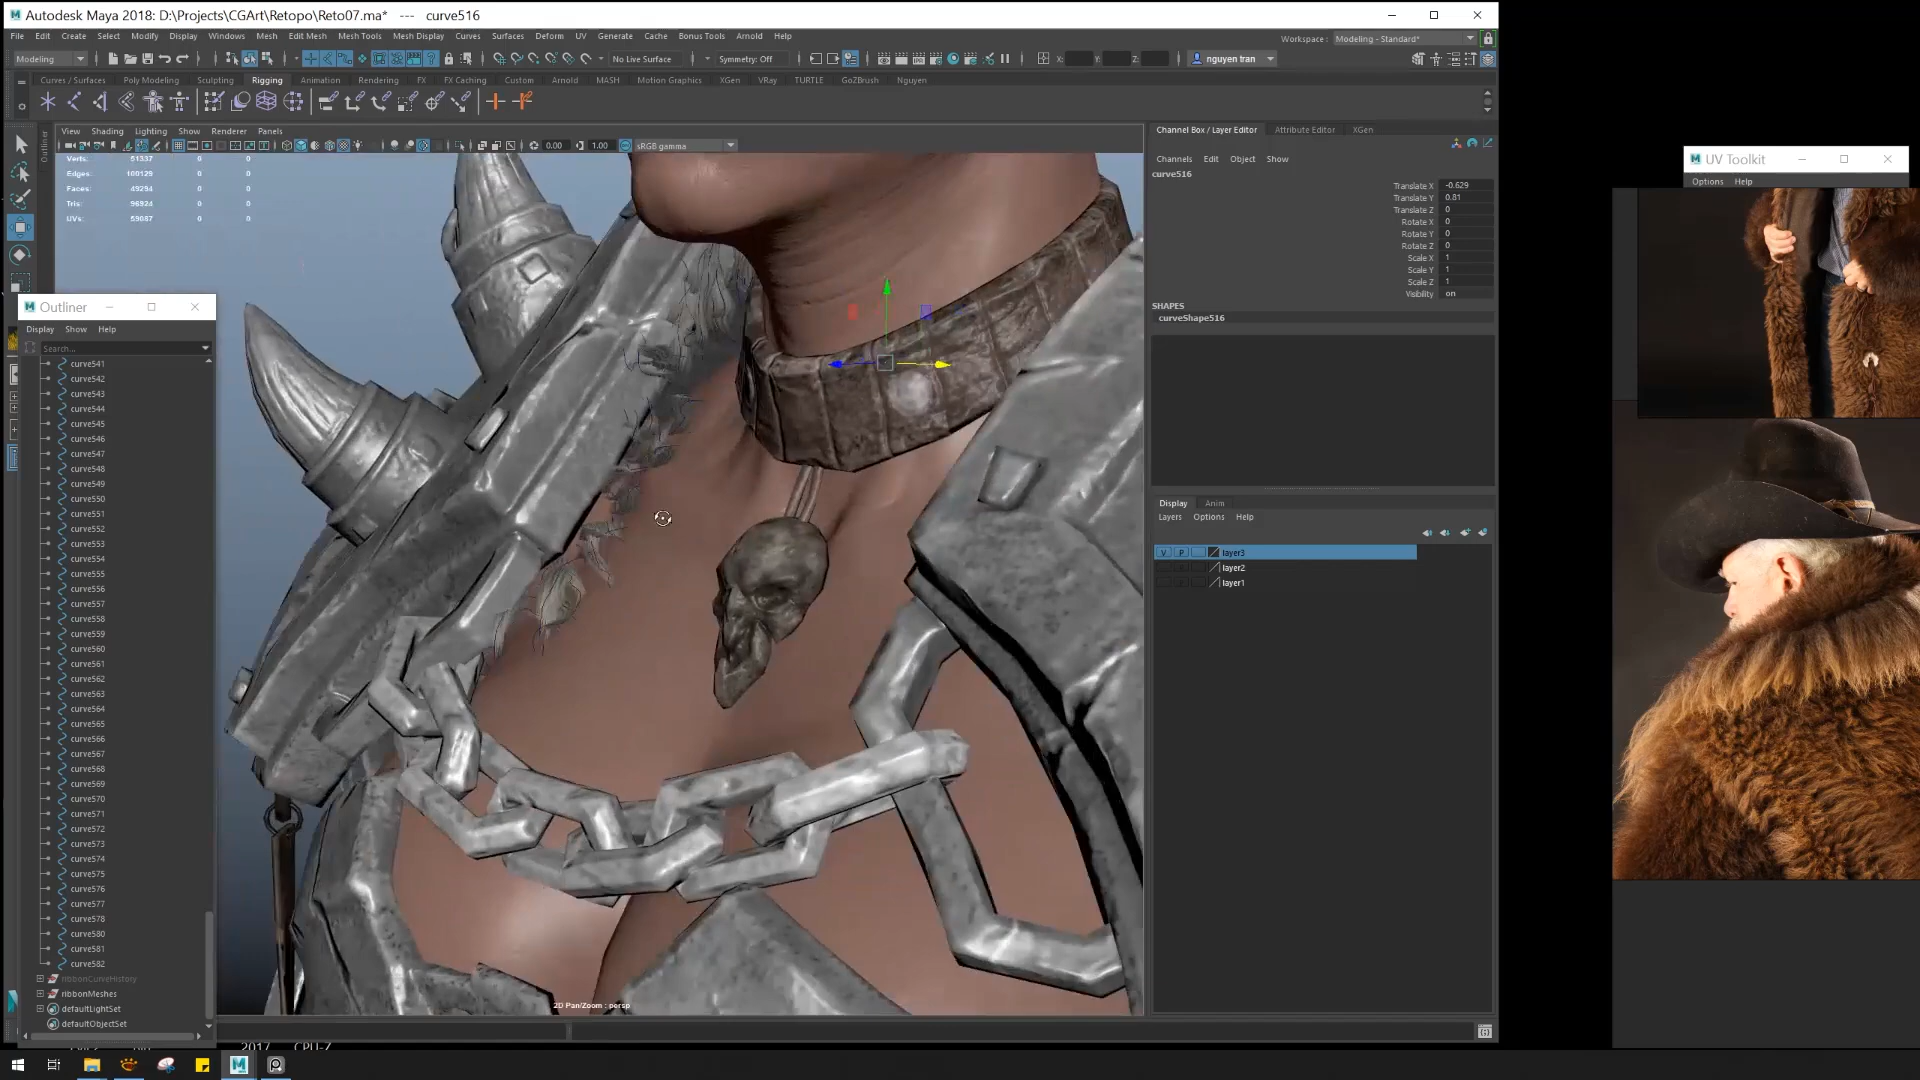 Autodesk Maya 2018: D:\Projects\CGArt\Retopo\Reto07.ma* --- curve516
File Edit Create Select Modify Display Windows Mesh Edit Mesh Mesh Tools Mesh Display Curves Surfaces Deform UV Generate Cache Bonus Tools Arnold Help
Workspace : Modeling - Standard*
Modeling
No Live Surface
Symmetry: Off
X: Y: Z:
nguyen tran
Curves / Surfaces Poly Modeling Sculpting Rigging Animation Rendering FX FX Caching Custom Arnold MASH Motion Graphics XGen VRay TURTLE GoZBrush Nguyen
View Shading Lighting Show Renderer Panels
0.00 1.00 sRGB gamma
Verts: 51337 0 0
Edges: 100129 0 0
Faces: 49254 0 0
Tris: 96924 0 0
UVs: 59087 0 0
Outliner
Display Show Help
Search...
curve541
curve542
curve543
curve544
curve545
curve546
curve547
curve548
curve549
curve550
curve551
curve552
curve553
curve554
curve555
curve556
curve557
curve558
curve559
curve560
curve561
curve562
curve563
curve564
curve565
curve566
curve567
curve568
curve569
curve570
curve571
curve572
curve573
curve574
curve575
curve576
curve577
curve578
curve580
curve581
curve582
ribbonCurveHistory
ribbonMeshes
defaultLightSet
defaultObjectSet
2D Pan/Zoom : persp
Channel Box / Layer Editor Attribute Editor XGen
Channels Edit Object Show
curve516
Translate X -0.629
Translate Y 0.81
Translate Z 0
Rotate X 0
Rotate Y 0
Rotate Z 0
Scale X 1
Scale Y 1
Scale Z 1
Visibility on
SHAPES
curveShape516
Display Anim
Layers Options Help
V P layer3
layer2
layer1
UV Toolkit
Options Help
2017 CPU-Z